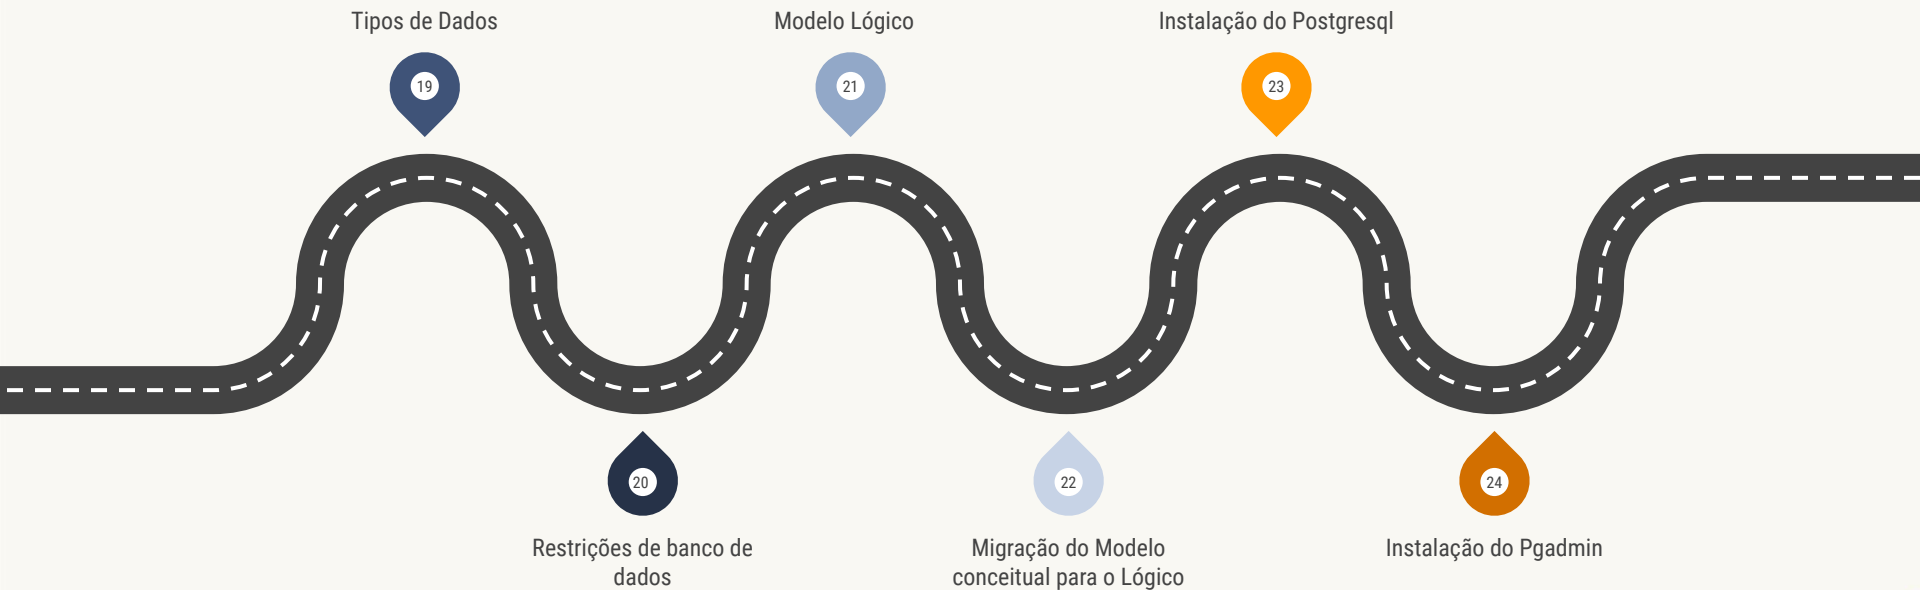 Tipos de Dados
19
Modelo Lógico
21
Instalação do Postgresql
23
20
Restrições de banco de
dados
22
Migração do Modelo
conceitual para o Lógico
24
Instalação do Pgadmin